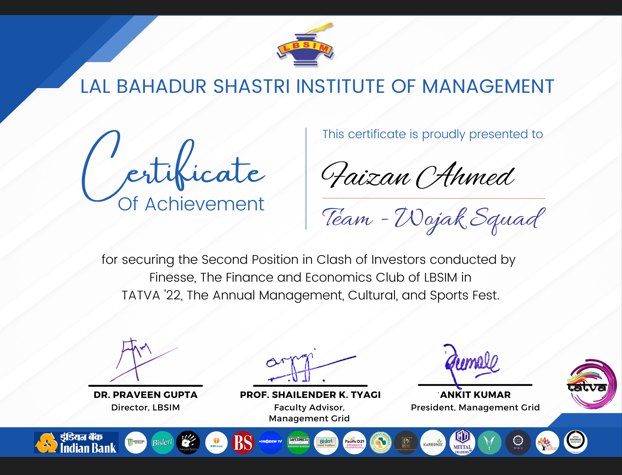 LBSIM
LAL BAHADUR SHASTRI INSTITUTE OF MANAGEMENT
This certificate is proudly presented to
Certificate
Of Achievement
Faizan Ahmed
Team - Wojak Squad
for securing the Second Position in Clash of Investors conducted by
Finesse, The Finance and Economics Club of LBSIM in
TATVA '22, The Annual Management, Cultural, and Sports Fest.
DR. PRAVEEN GUPTA
Director, LBSIM
PROF. SHAILENDER K. TYAGI
Faculty Advisor,
Management Grid
ANKIT KUMAR
President, Management Grid
tatva
इंडियन बैंक
Indian Bank
Bisleri
BS
MITTAL